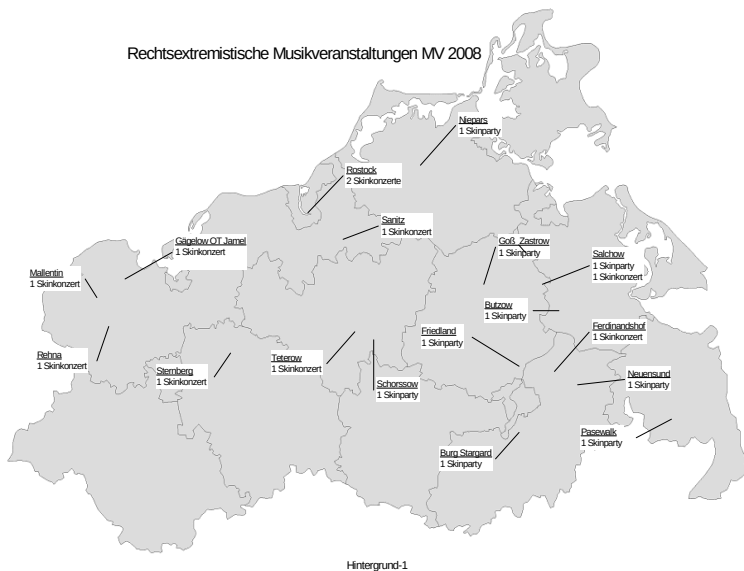 Rechtsextremistische Musikveranstaltungen MV 2008
Niepars
1 Skinparty
Rostock
2 Skinkonzerte
Sanitz
1 Skinkonzert
Gägelow OT Jamel
1 Skinkonzert
Goß Zastrow
1 Skinparty
Salchow
1 Skinparty
1 Skinkonzert
Mallentin
1 Skinkonzert
Butzow
1 Skinparty
Friedland
1 Skinparty
Ferdinandshof
1 Skinkonzert
Rehna
1 Skinkonzert
Sternberg
1 Skinkonzert
Teterow
1 Skinkonzert
Schorssow
1 Skinparty
Neuensund
1 Skinparty
Pasewalk
1 Skinparty
Burg Stargard
1 Skinparty
Hintergrund-1